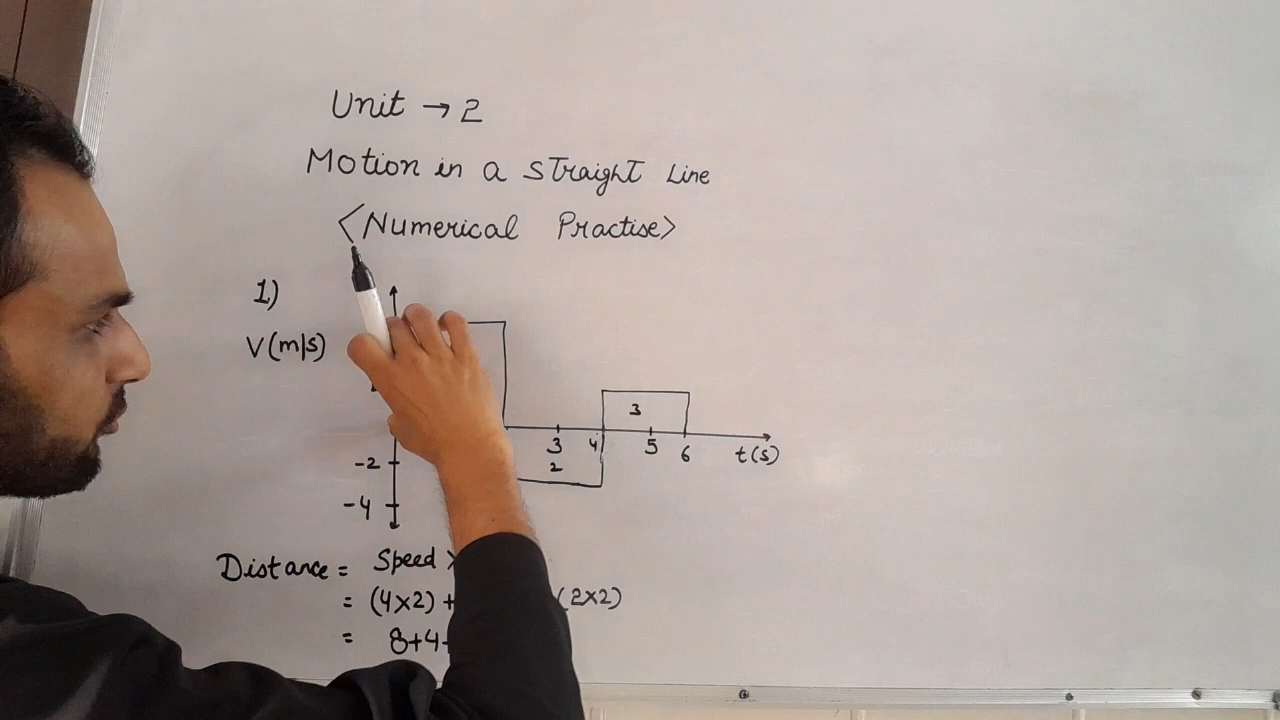 Unit → 2
Motion in a straight Line
<Numerical Practise>
1)
V(m|s)
3
3 4 5 6 t(s)
-2 2
-4
Distance = Speed
= (4×2) + (2×2)
= 8+4